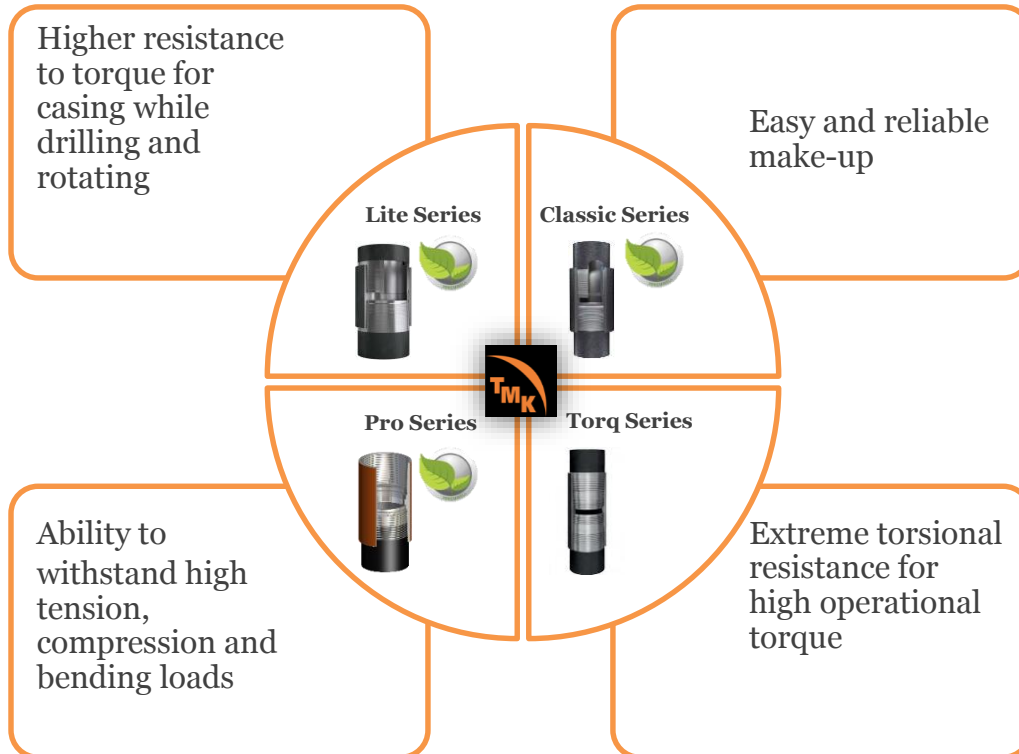 Higher resistance
to torque for
casing while
drilling and
rotating
Easy and reliable
make-up
Lite Series
Classic Series
TMK
Pro Series
Torq Series
Ability to
withstand high
tension,
compression and
bending loads
Extreme torsional
resistance for
high operational
torque